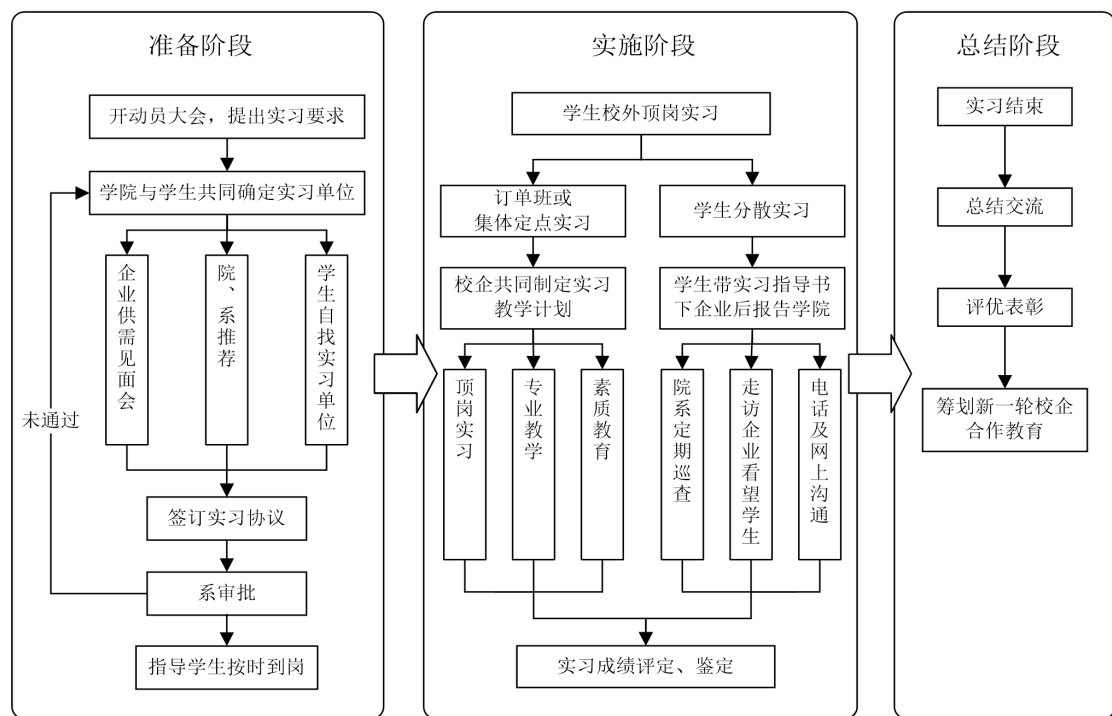 准备阶段
开动员大会，提出实习要求
学院与学生共同确定实习单位
企业供需见面会
院、系推荐
学生自找实习单位
未通过
签订实习协议
系审批
指导学生按时到岗
实施阶段
学生校外顶岗实习
订单班或
集体定点实习
学生分散实习
校企共同制定实习
教学计划
学生带实习指导书
下企业后报告学院
顶岗实习
专业教学
素质教育
院系定期巡查
走访企业看望学生
电话及网上沟通
实习成绩评定、鉴定
总结阶段
实习结束
总结交流
评优表彰
筹划新一轮校企
合作教育